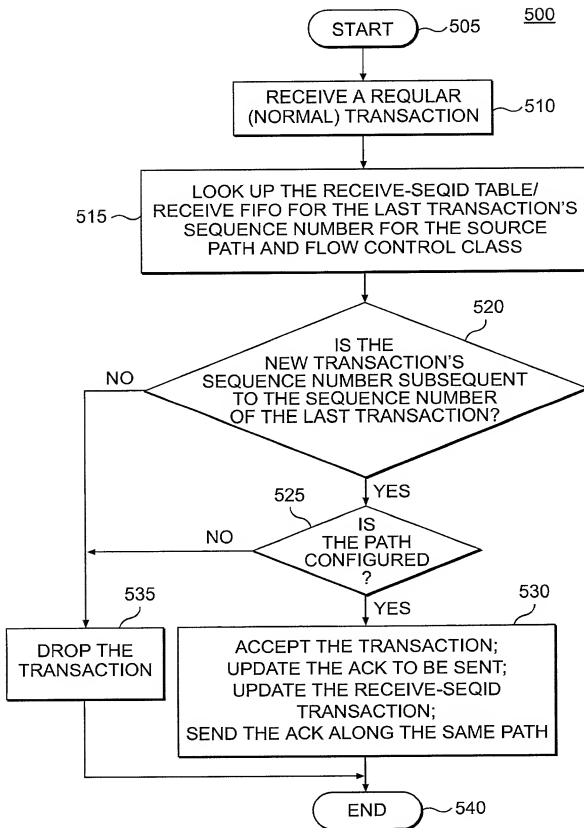 500
START
505
RECEIVE A REQULAR
(NORMAL) TRANSACTION
510
515
LOOK UP THE RECEIVE-SEQID TABLE/
RECEIVE FIFO FOR THE LAST TRANSACTION'S
SEQUENCE NUMBER FOR THE SOURCE
PATH AND FLOW CONTROL CLASS
520
IS THE
NEW TRANSACTION'S
SEQUENCE NUMBER SUBSEQUENT
TO THE SEQUENCE NUMBER
OF THE LAST TRANSACTION?
NO
YES
525
IS
THE PATH
CONFIGURED
?
NO
YES
535
DROP THE
TRANSACTION
530
ACCEPT THE TRANSACTION;
UPDATE THE ACK TO BE SENT;
UPDATE THE RECEIVE-SEQID
TRANSACTION;
SEND THE ACK ALONG THE SAME PATH
END
540